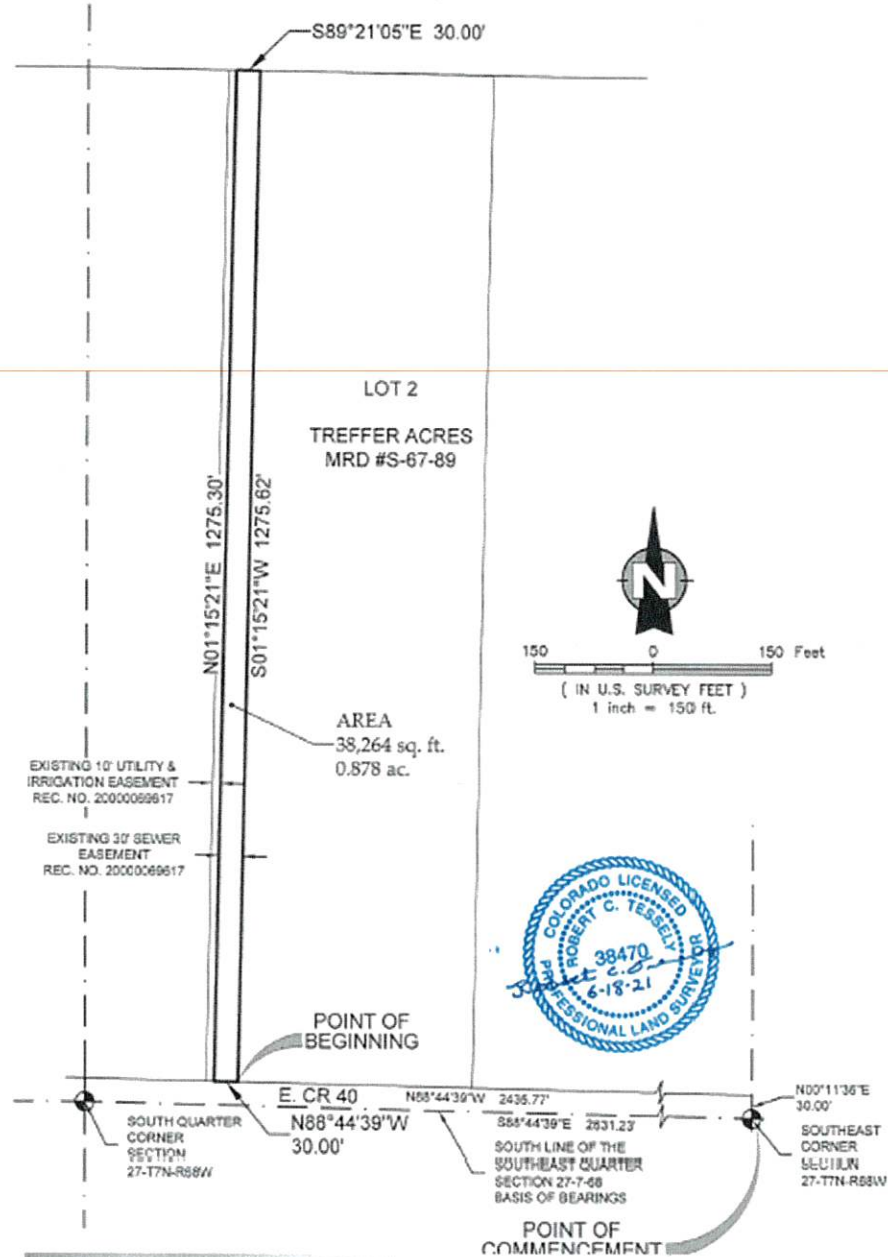 S89°21'05"E 30.00'
LOT 2
TREFFER ACRES
MRD #S-67-89
N01°15'21"E 1275.30'
S01°15'21"W 1275.62'
N
150 0 150 Feet
( IN U.S. SURVEY FEET )
1 inch = 150 ft.
AREA
38,264 sq. ft.
0.878 ac.
EXISTING 10' UTILITY &
IRRIGATION EASEMENT
REC. NO. 20000069617
EXISTING 30' SEWER
EASEMENT
REC. NO. 20000069617
COLORADO LICENSED
ROBERT C. TESSELY
38470
6-18-21
PROFESSIONAL LAND SURVEYOR
POINT OF
BEGINNING
E. CR 40
N88°44'39"W 2435.77'
S88°44'39"E 2631.23'
N00°11'36"E
30.00'
N88°44'39"W
30.00'
SOUTH QUARTER
CORNER
SECTION
27-T7N-R68W
SOUTH LINE OF THE
SOUTHEAST QUARTER
SECTION 27-7-68
BASIS OF BEARINGS
SOUTHEAST
CORNER
SECTION
27-T7N-R68W
POINT OF
COMMENCEMENT